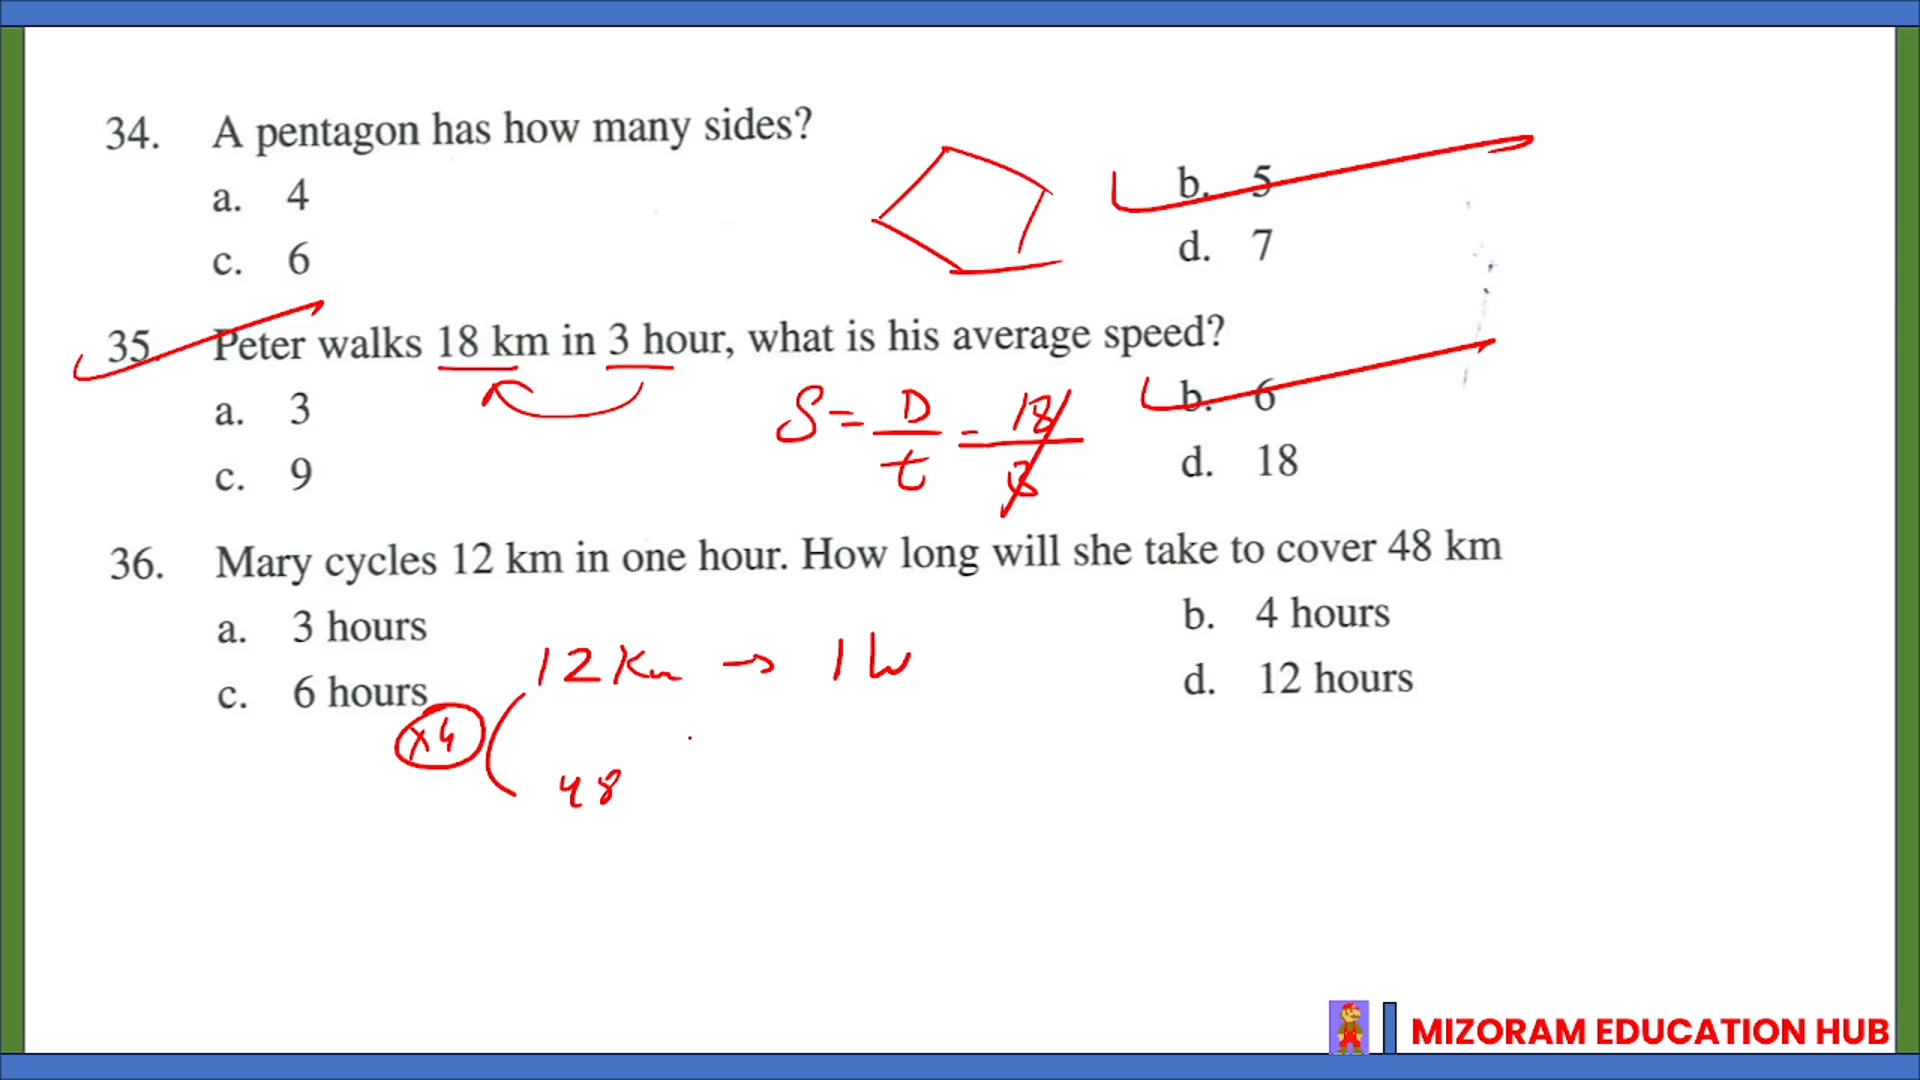 34. A pentagon has how many sides?
a. 4 b. 5
c. 6 d. 7
35. Peter walks 18 km in 3 hour, what is his average speed?
a. 3 b. 6
S = D/t = 18/3
c. 9 d. 18
36. Mary cycles 12 km in one hour. How long will she take to cover 48 km
a. 3 hours b. 4 hours
12 Km → 1 hr
c. 6 hours d. 12 hours
x4
48
MIZORAM EDUCATION HUB